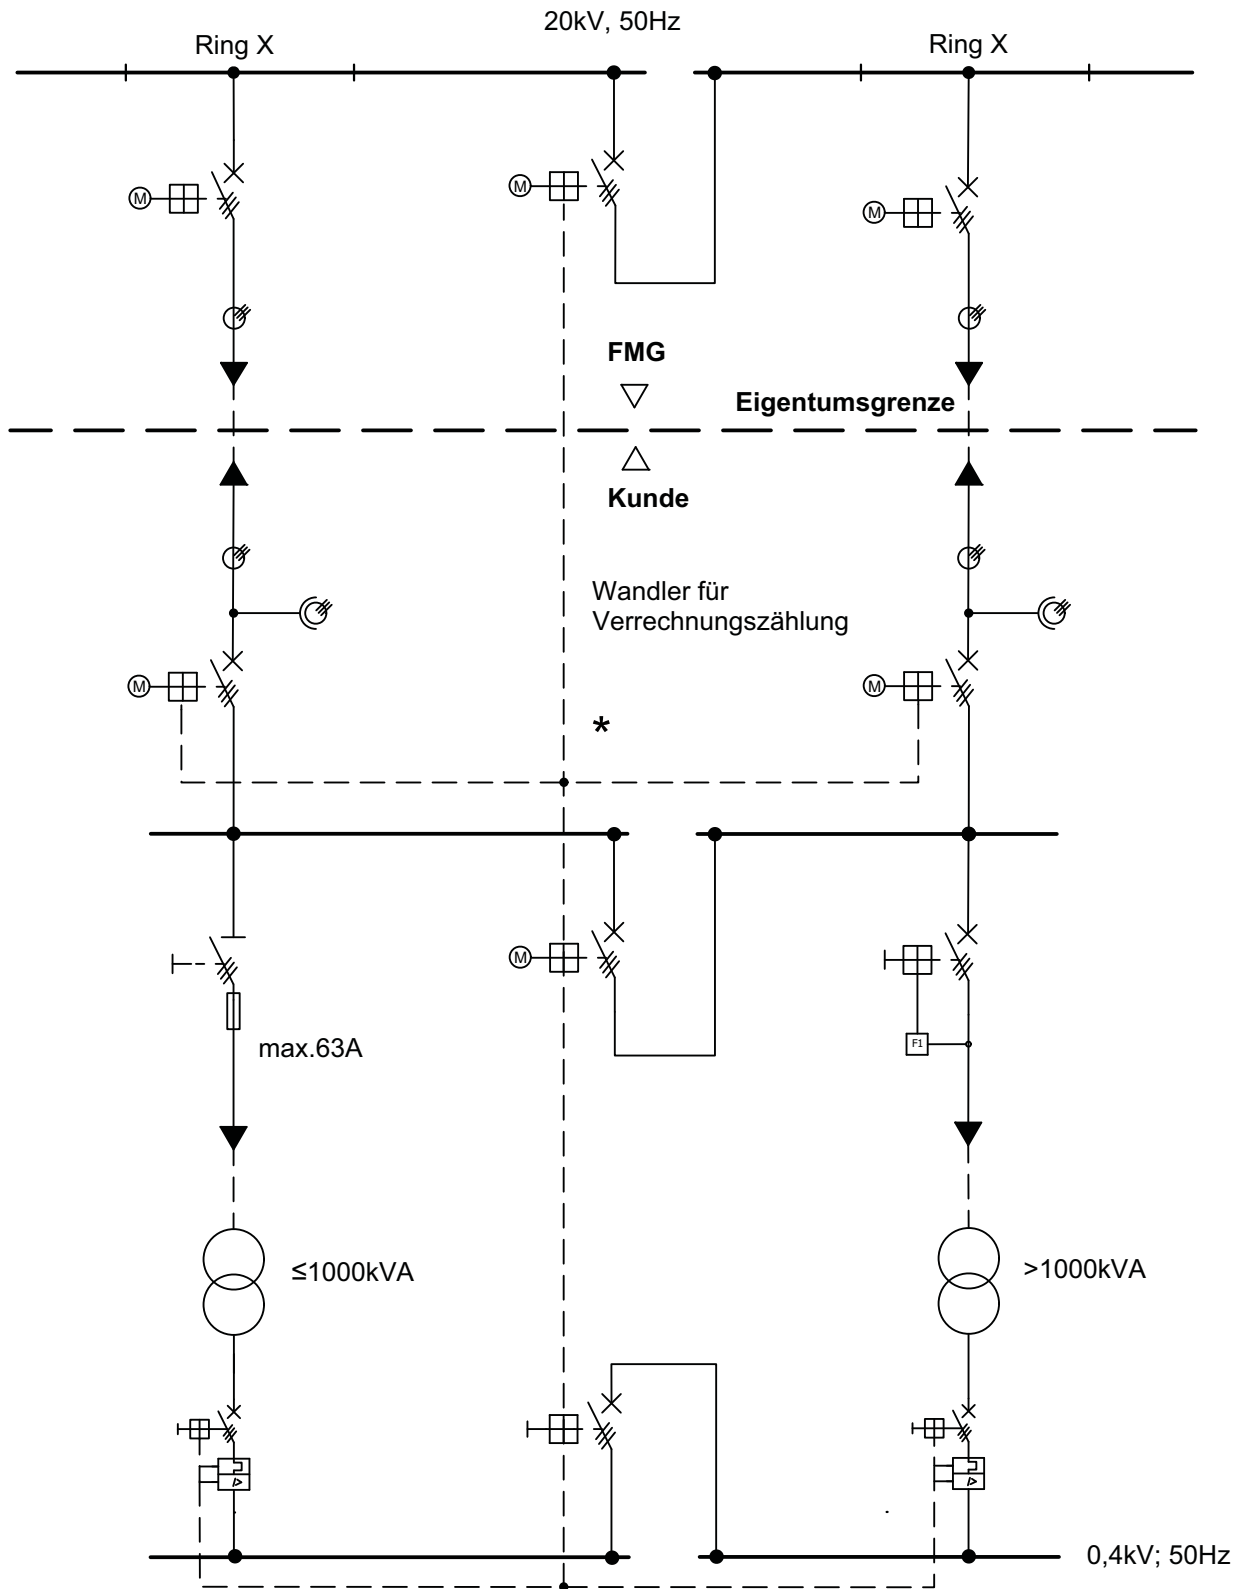 20kV, 50Hz
Ring X
Ring X
M
M
M
FMG
Eigentumsgrenze
Kunde
Wandler für
Verrechnungszählung
M
M
*
M
F1
max.63A
≤1000kVA
>1000kVA
0,4kV; 50Hz